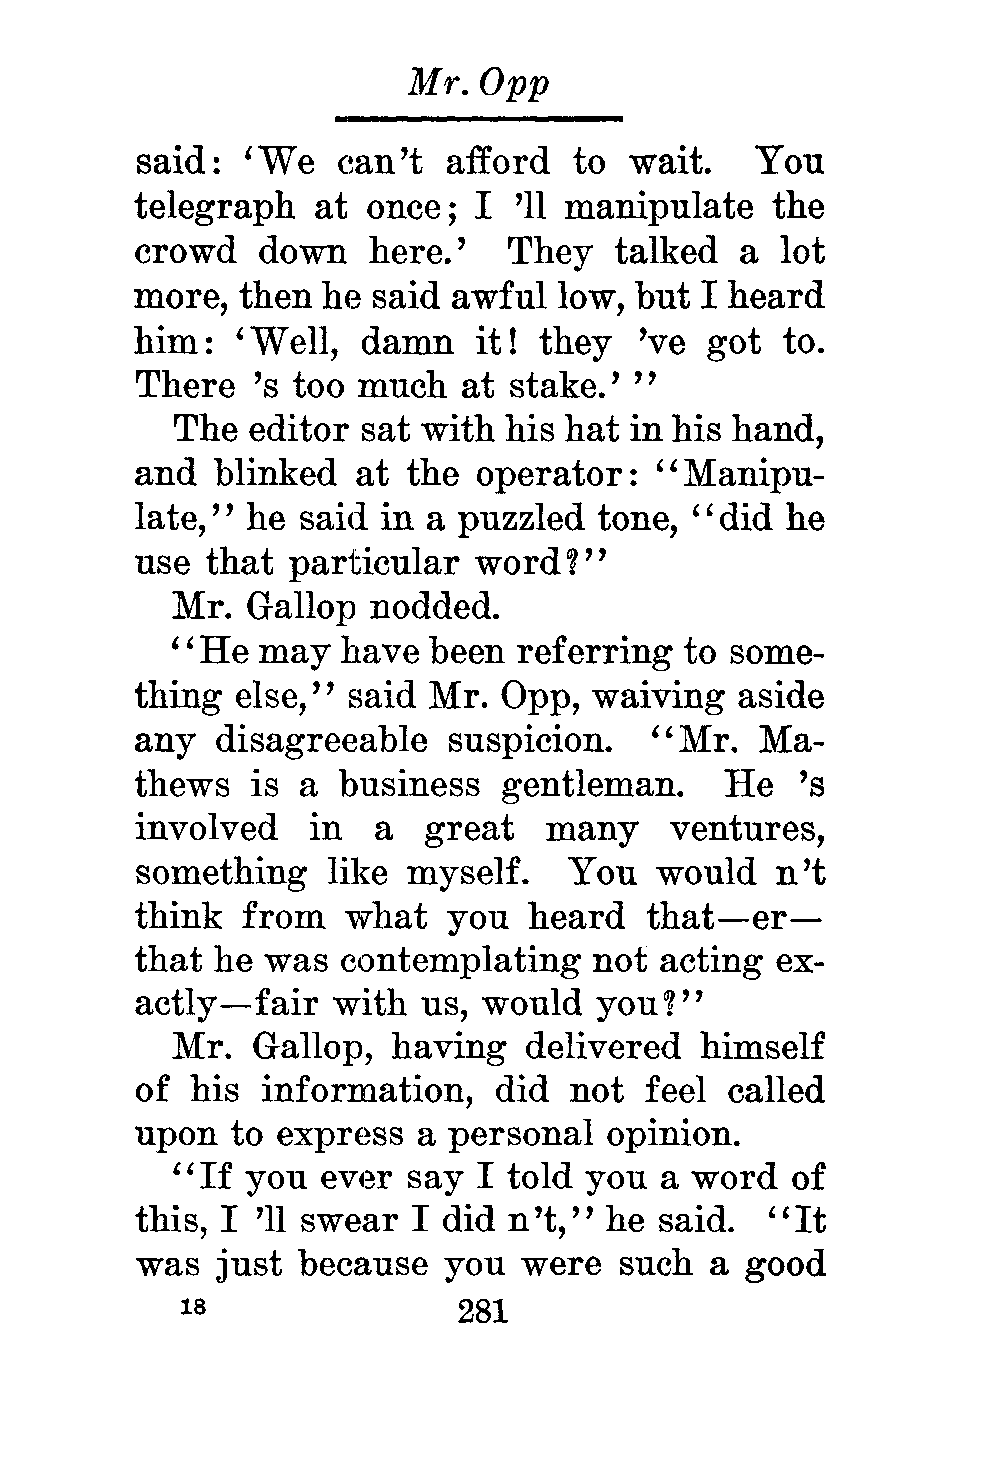 Mr. Opp
said: 'We can't afford to wait. You
telegraph at once; I 'll manipulate the
crowd down here.' They talked a lot
more, then he said awful low, but I heard
him: 'Well, damn it! they 've got to.
There 's too much at stake.' "
The editor sat with his hat in his hand,
and blinked at the operator: "Manipu-
late," he said in a puzzled tone, "did he
use that particular word?"
Mr. Gallop nodded.
"He may have been referring to some-
thing else," said Mr. Opp, waiving aside
any disagreeable suspicion. "Mr. Ma-
thews is a business gentleman. He 's
involved in a great many ventures,
something like myself. You would n't
think from what you heard that—er—
that he was contemplating not acting ex-
actly—fair with us, would you?"
Mr. Gallop, having delivered himself
of his information, did not feel called
upon to express a personal opinion.
"If you ever say I told you a word of
this, I 'll swear I did n't," he said. "It
was just because you were such a good
18 281